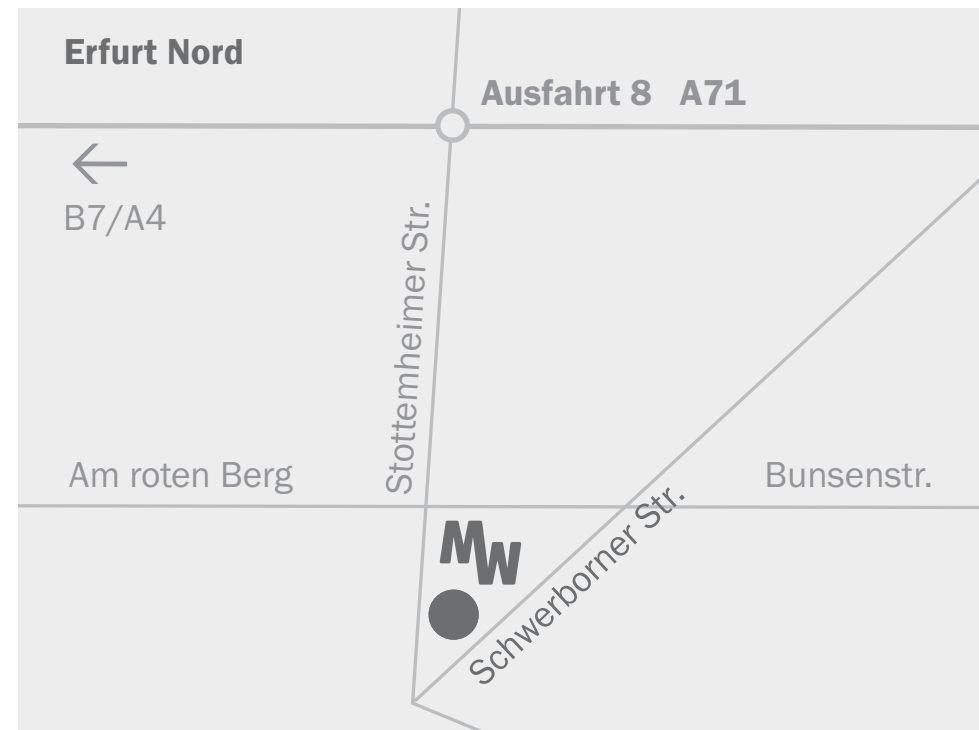 Erfurt Nord
Ausfahrt 8 A71
B7/A4
Stottemheimer Str.
Am roten Berg
Bunsenstr.
MW
Schwerborner Str.